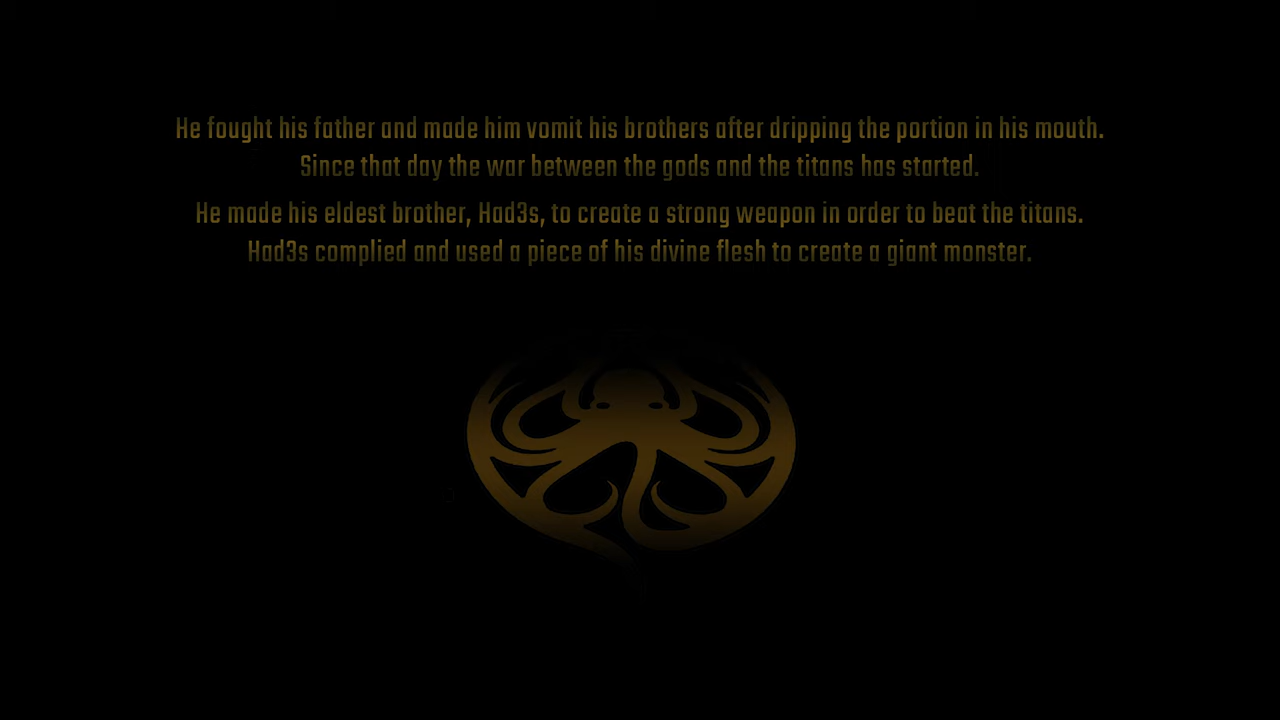 He fought his father and made him vomit his brothers after dripping the portion in his mouth.
Since that day the war between the gods and the titans has started.
He made his eldest brother, Had3s, to create a strong weapon in order to beat the titans.
Had3s complied and used a piece of his divine flesh to create a giant monster.